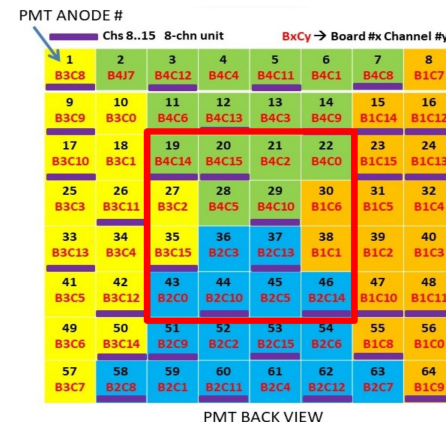 PMT ANODE #
Chs 8..15 8-chn unit BxCy → Board #x Channel #y
1 2 3 4 5 6 7 8
B3C8 B4J7 B4C12 B4C4 B4C11 B4C1 B4C8 B1C7
9 10 11 12 13 14 15 16
B3C9 B3C0 B4C6 B4C13 B4C3 B4C9 B1C14 B1C12
17 18 19 20 21 22 23 24
B3C10 B3C1 B4C14 B4C15 B4C2 B4C0 B1C15 B1C13
25 26 27 28 29 30 31 32
B3C3 B3C11 B3C2 B4C5 B4C10 B1C6 B1C5 B1C4
33 34 35 36 37 38 39 40
B3C13 B3C4 B3C15 B2C3 B2C13 B1C1 B1C2 B1C3
41 42 43 44 45 46 47 48
B3C5 B3C12 B2C0 B2C10 B2C5 B2C14 B1C10 B1C11
49 50 51 52 53 54 55 56
B3C6 B3C14 B2C9 B2C2 B2C15 B2C6 B1C8 B1C0
57 58 59 60 61 62 63 64
B3C7 B2C8 B2C1 B2C11 B2C4 B2C12 B2C7 B1C9
PMT BACK VIEW